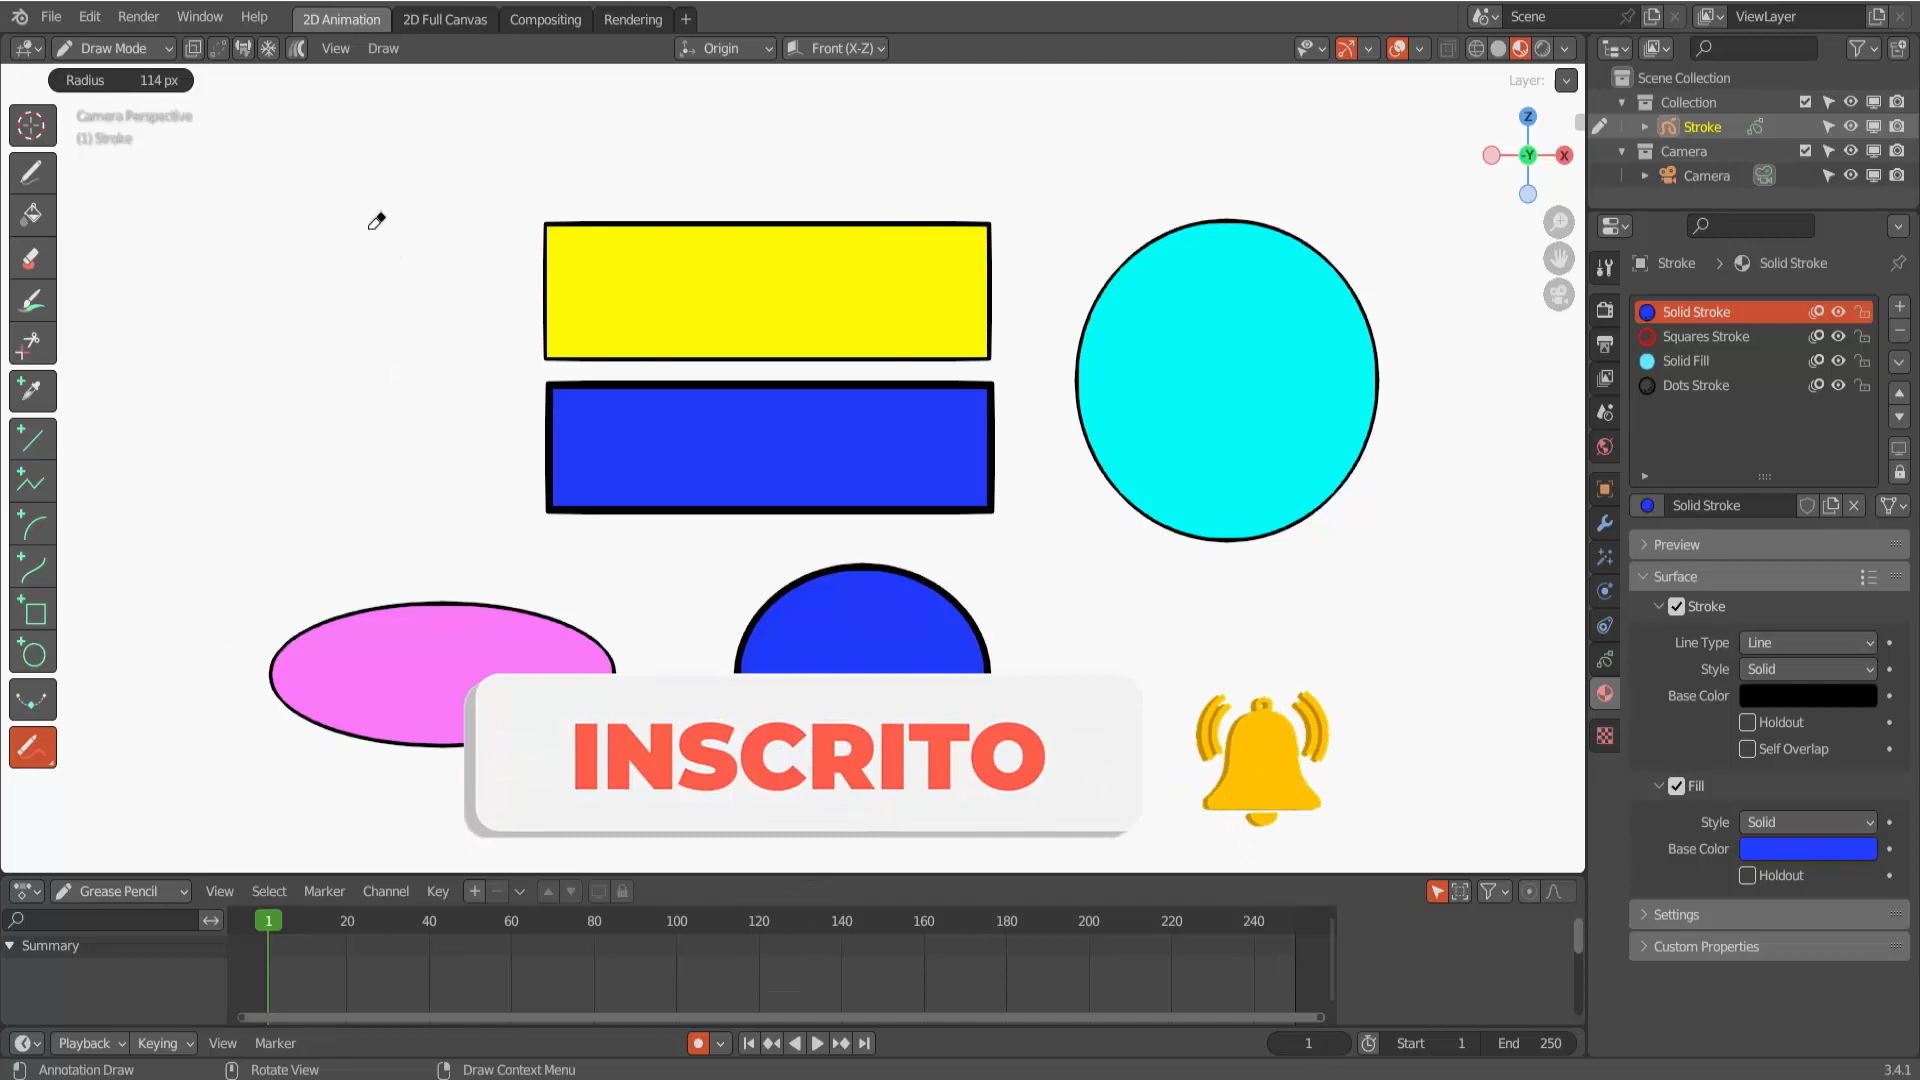 File Edit Render Window Help 2D Animation 2D Full Canvas Compositing Rendering + Scene ViewLayer
Draw Mode View Draw Origin Front (X-Z)
Radius 114 px Layer:
Camera Perspective
(1) Stroke
Z
-Y X
Scene Collection
Collection
Stroke
Camera
Camera
Stroke > Solid Stroke
Solid Stroke
Squares Stroke
Solid Fill
Dots Stroke
Solid Stroke
Preview
Surface
Stroke
Line Type Line
Style Solid
Base Color
Holdout
Self Overlap
Fill
Style Solid
Base Color
Holdout
Settings
Custom Properties
INSCRITO
Grease Pencil View Select Marker Channel Key
1 20 40 60 80 100 120 140 160 180 200 220 240
Summary
Playback Keying View Marker 1 Start 1 End 250
Annotation Draw Rotate View Draw Context Menu 3.4.1